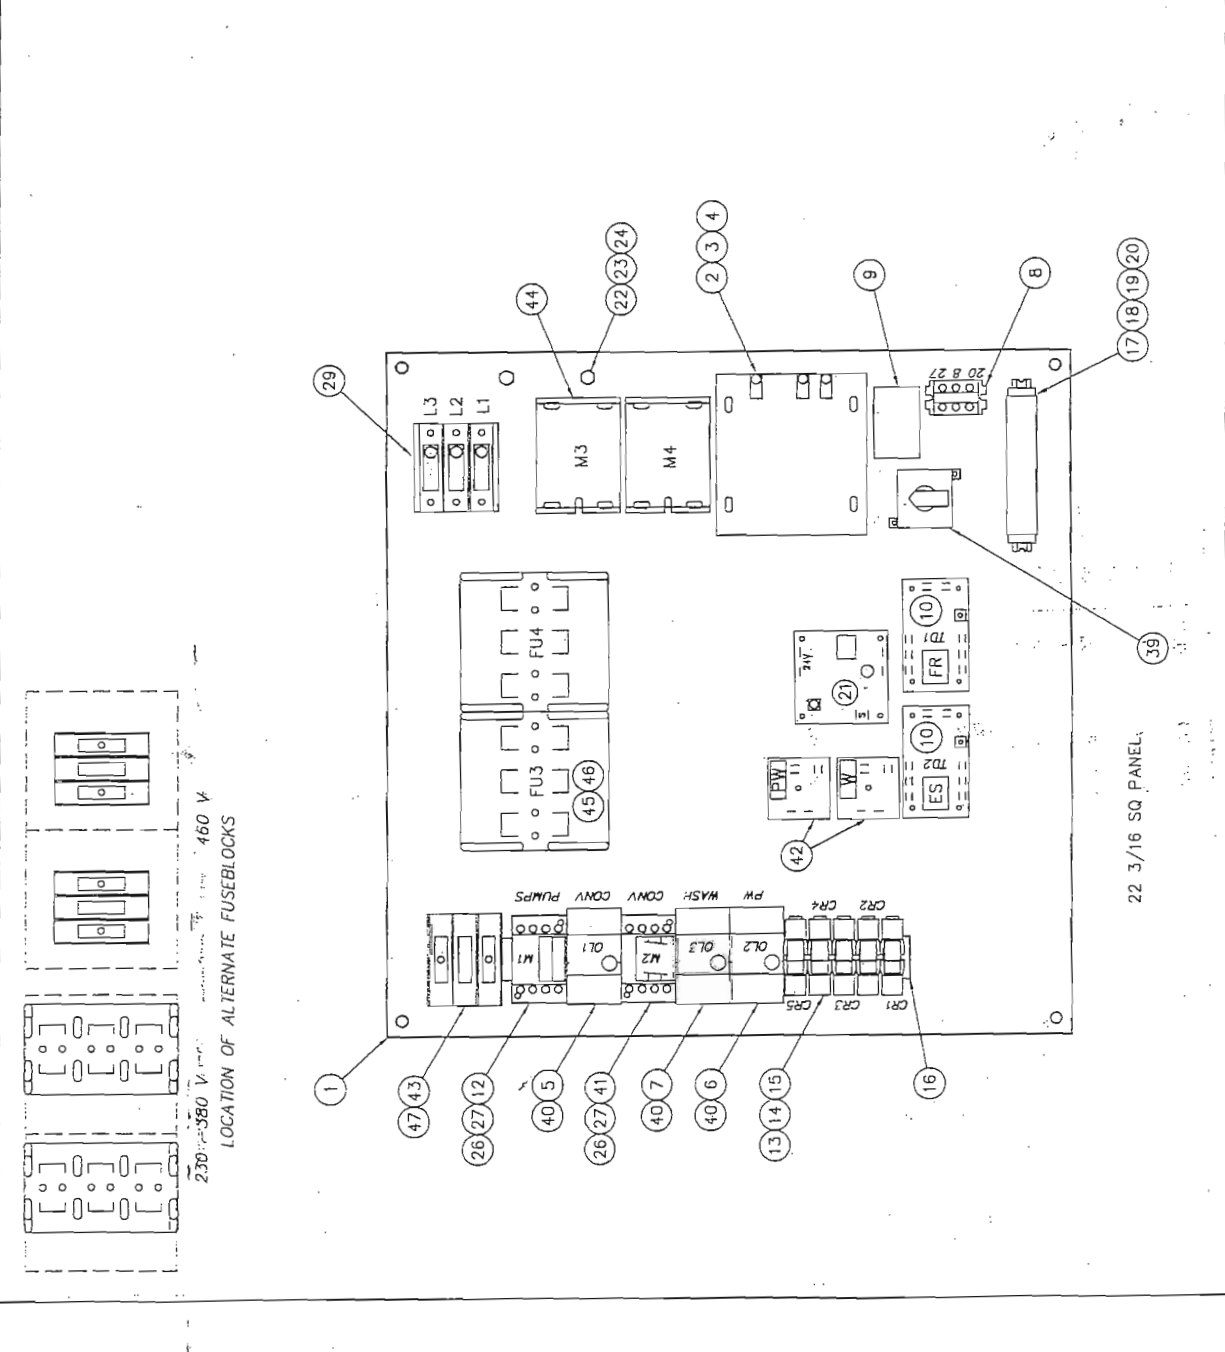 29
L3
L2
L1
44
22 23 24
2 3 4
9
8
17 18 19 20
M3
M4
20 8 27
FU4
FU3
45 46
24V
21
10
TD1
FR
10
TD2
ES
39
PW
W
42
PUMPS
CONV
CONV
WASH
PW
M1
OL1
M2
OL3
OL2
CR4
CR2
CR5
CR3
CR1
1
47 43
26 27 12
40 5
26 27 41
40 7
40 6
13 14 15
16
22 3/16 SQ PANEL
460 V
380 V
LOCATION OF ALTERNATE FUSEBLOCKS